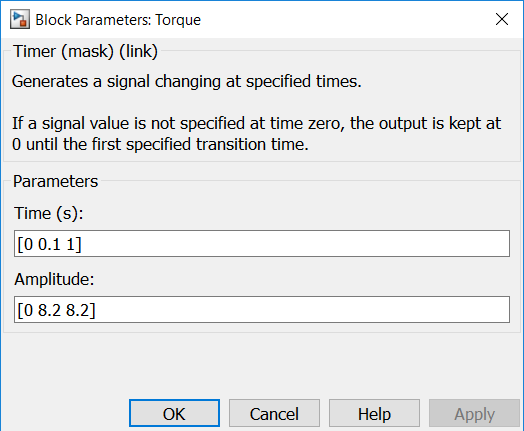 Block Parameters: Torque
Timer (mask) (link)
Generates a signal changing at specified times.
If a signal value is not specified at time zero, the output is kept at
0 until the first specified transition time.
Parameters
Time (s):
[0 0.1 1]
Amplitude:
[0 8.2 8.2]
OK Cancel Help Apply